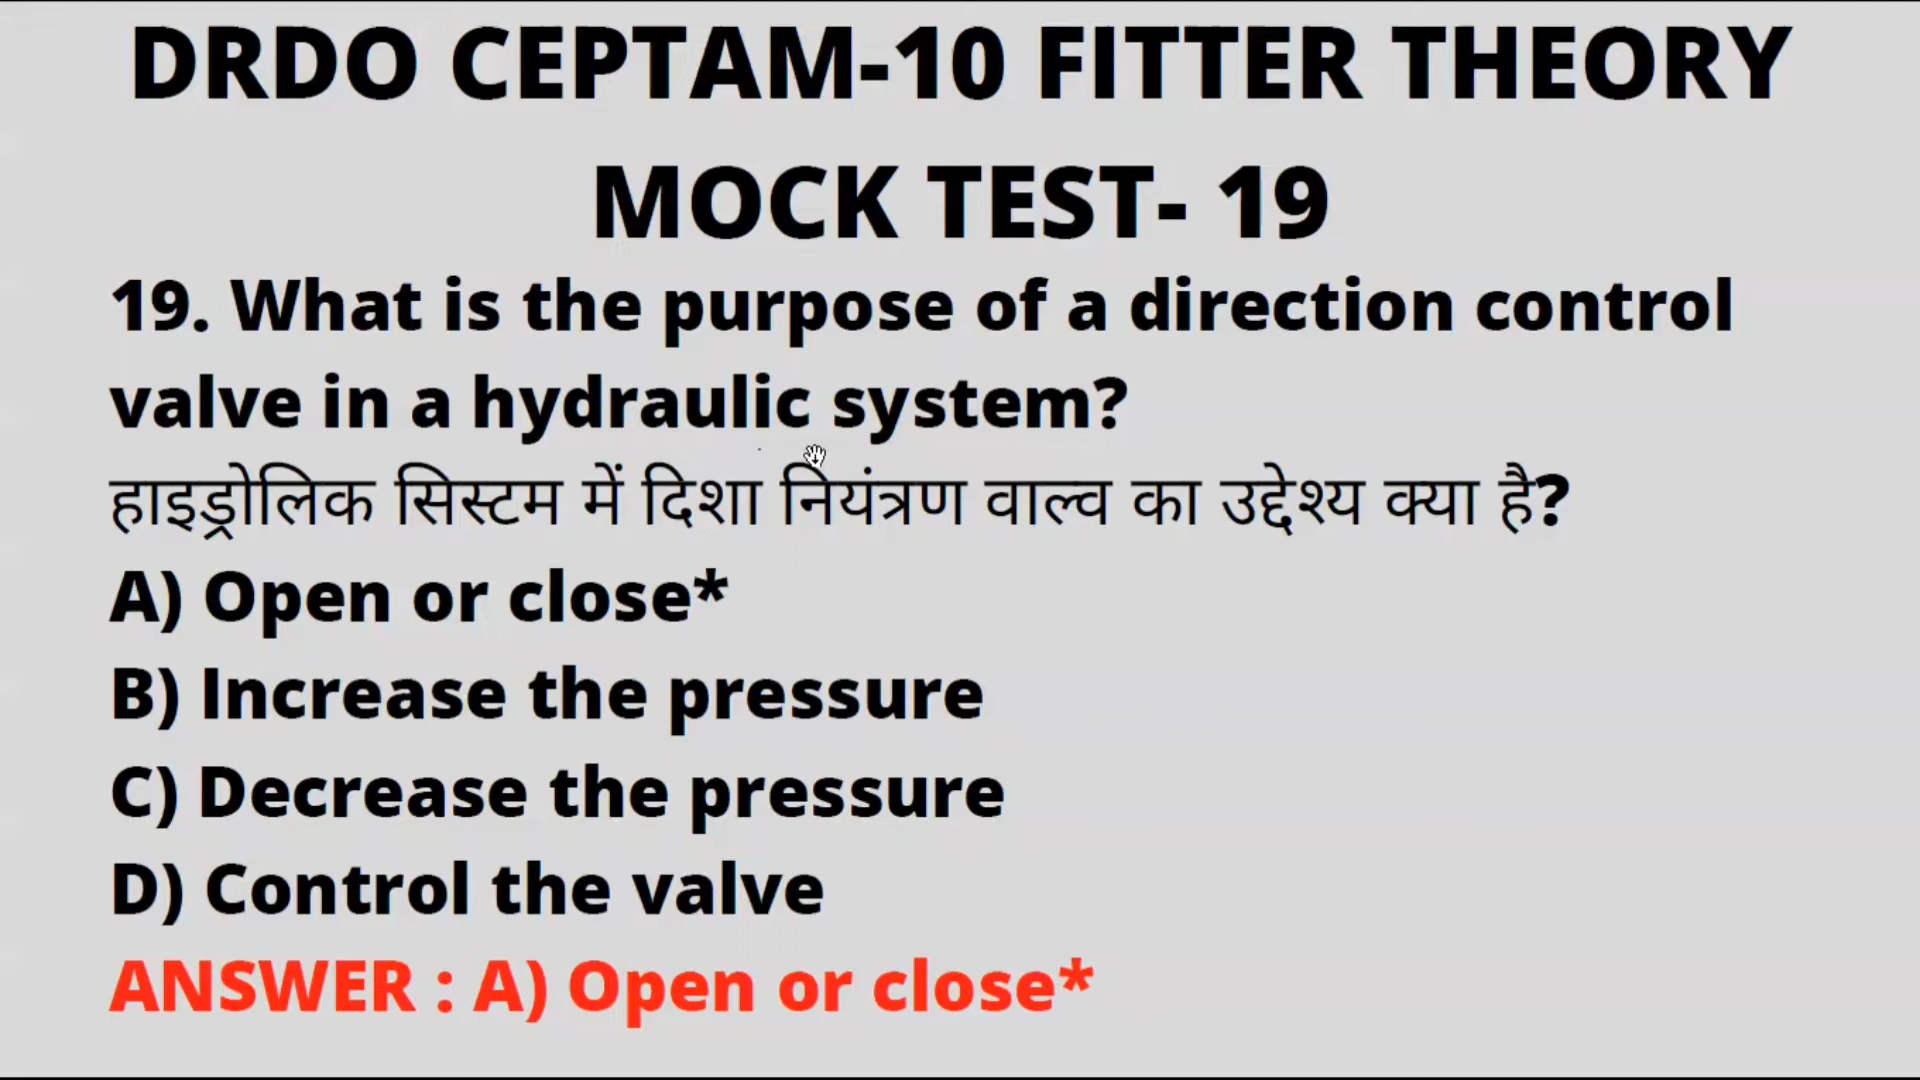 DRDO CEPTAM-10 FITTER THEORY
MOCK TEST- 19
19. What is the purpose of a direction control
valve in a hydraulic system?
हाइड्रोलिक सिस्टम में दिशा नियंत्रण वाल्व का उद्देश्य क्या है?
A) Open or close*
B) Increase the pressure
C) Decrease the pressure
D) Control the valve
ANSWER : A) Open or close*